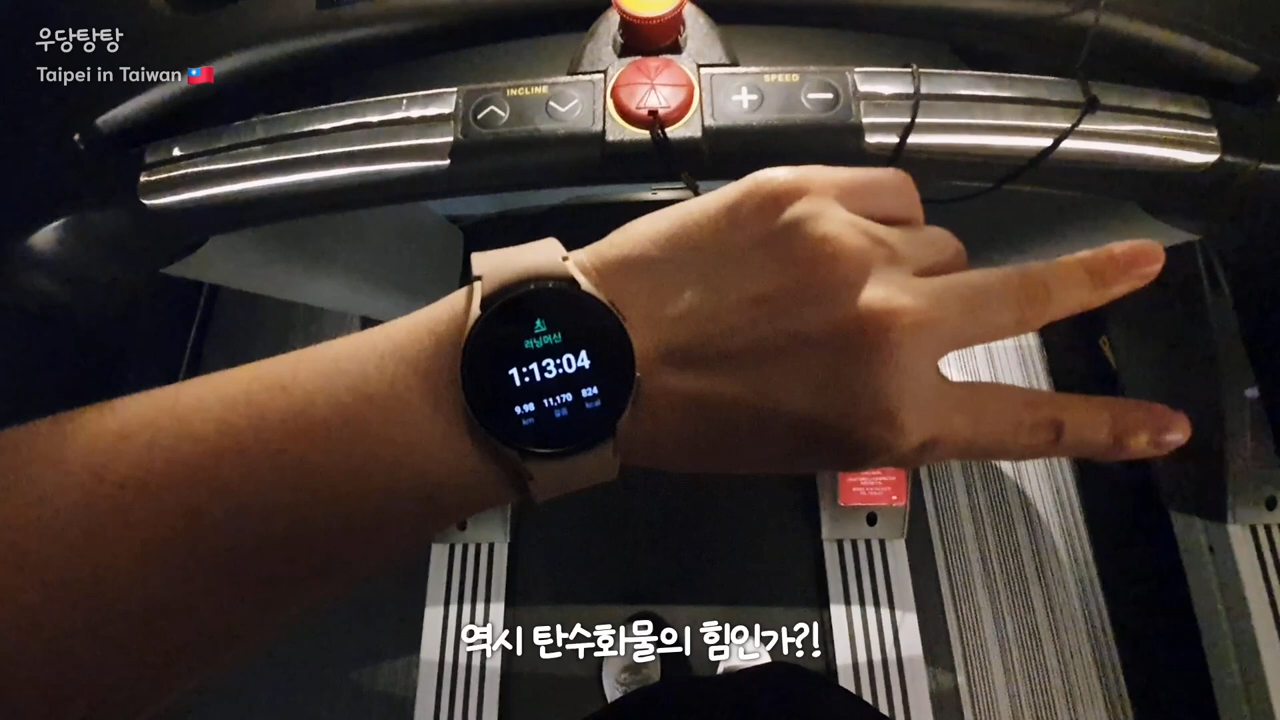 우당탕탕
Taipei in Taiwan
INCLINE
SPEED
러닝머신
1:13:04
9.98 11,170 824
km 걸음 kcal
역시 탄수화물의 힘인가?!